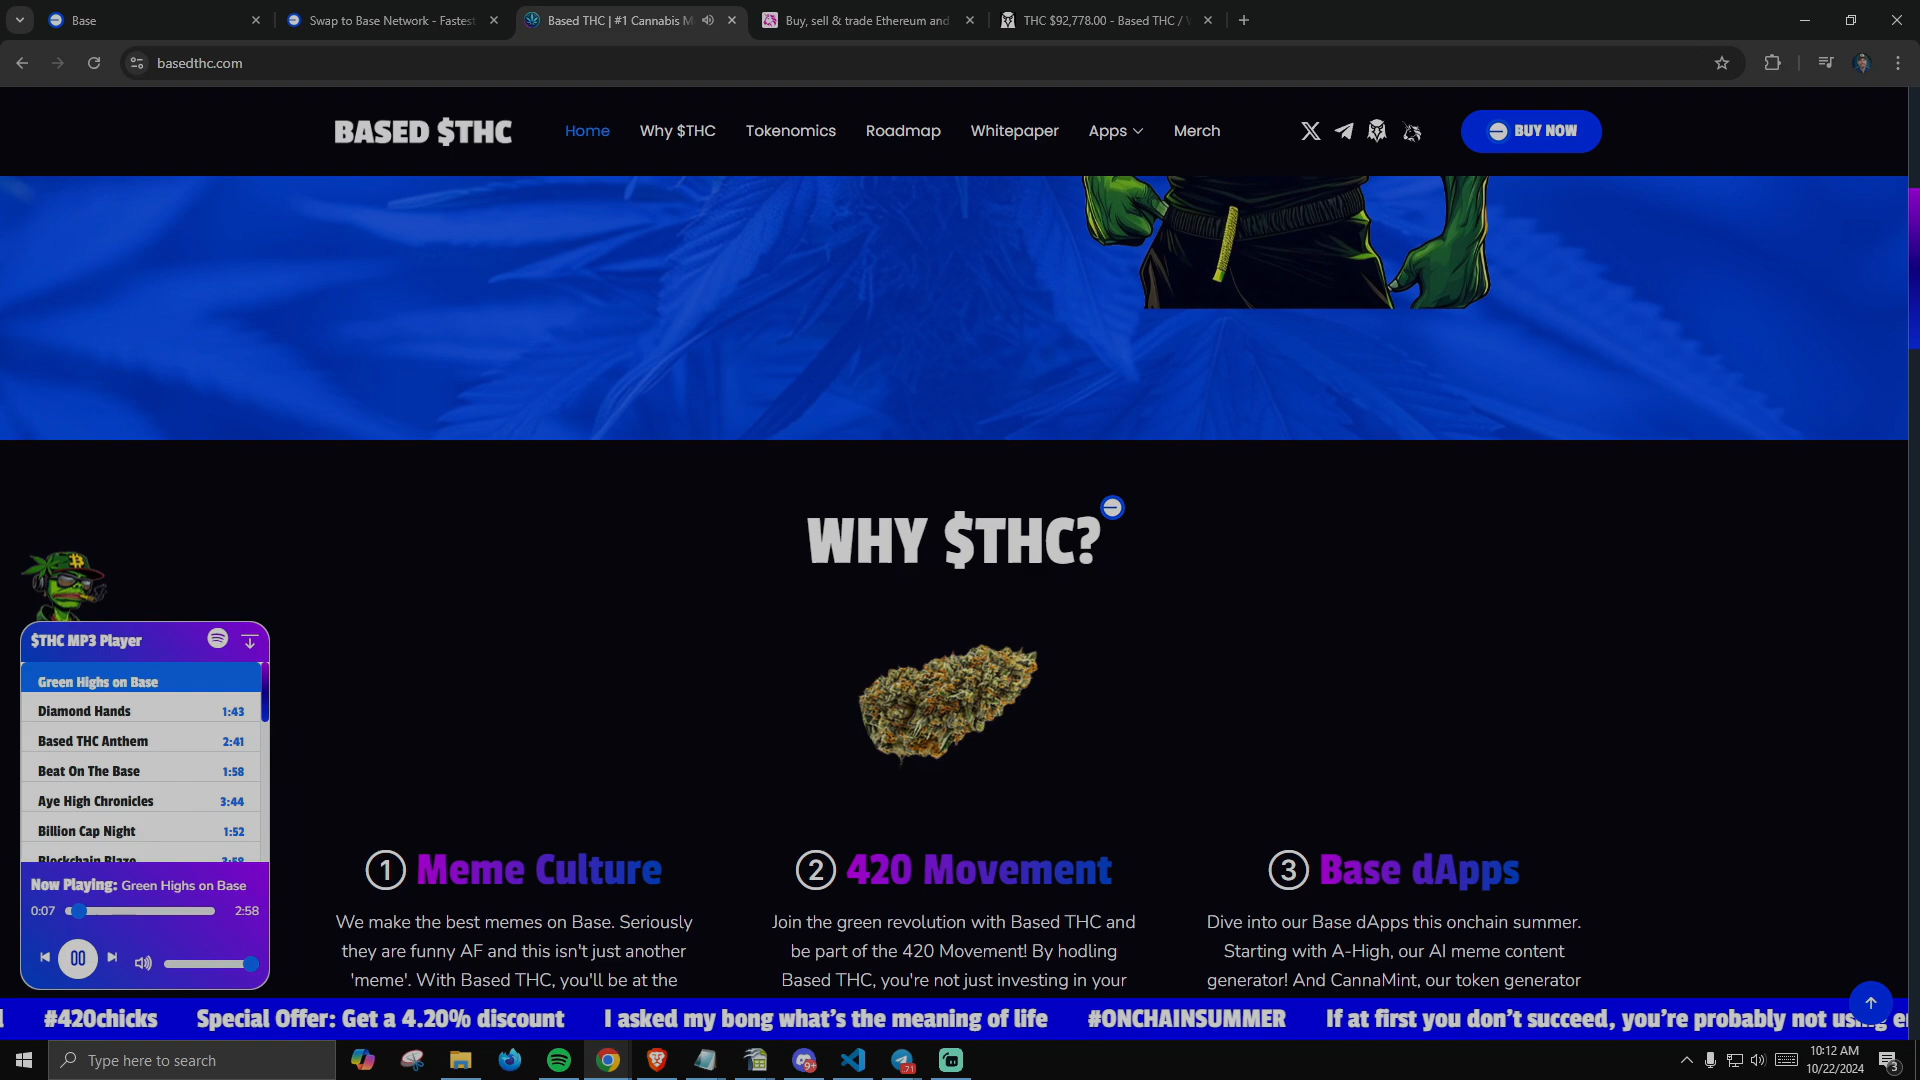 Base
Swap to Base Network - Fastest
Based THC | #1 Cannabis M
Buy, sell & trade Ethereum and
THC $92,778.00 - Based THC /
basedthc.com
BASED $THC
Home
Why $THC
Tokenomics
Roadmap
Whitepaper
Apps
Merch
BUY NOW
WHY $THC?
$THC MP3 Player
Green Highs on Base
Diamond Hands 1:43
Based THC Anthem 2:41
Beat On The Base 1:58
Aye High Chronicles 3:44
Billion Cap Night 1:52
Blockchain Blaze
Now Playing: Green Highs on Base
0:07 2:58
1 Meme Culture
We make the best memes on Base. Seriously
they are funny AF and this isn't just another
'meme'. With Based THC, you'll be at the
2 420 Movement
Join the green revolution with Based THC and
be part of the 420 Movement! By hodling
Based THC, you're not just investing in your
3 Base dApps
Dive into our Base dApps this onchain summer.
Starting with A-High, our AI meme content
generator! And CannaMint, our token generator
#420chicks Special Offer: Get a 4.20% discount I asked my bong what's the meaning of life #ONCHAINSUMMER If at first you don't succeed, you're probably not using
Type here to search
9+
71
10:12 AM
10/22/2024
3